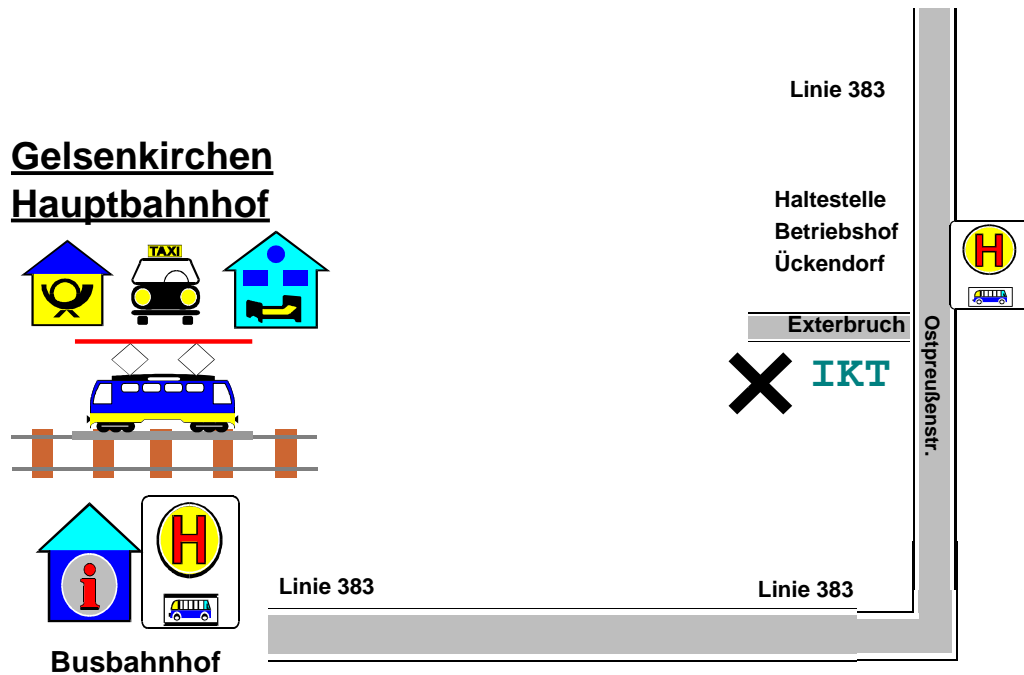 Linie 383
Gelsenkirchen
Hauptbahnhof
Haltestelle
Betriebshof
Ückendorf
H
TAXI
Exterbruch
Ostpreußenstr.
IKT
H
i
Linie 383
Linie 383
Busbahnhof